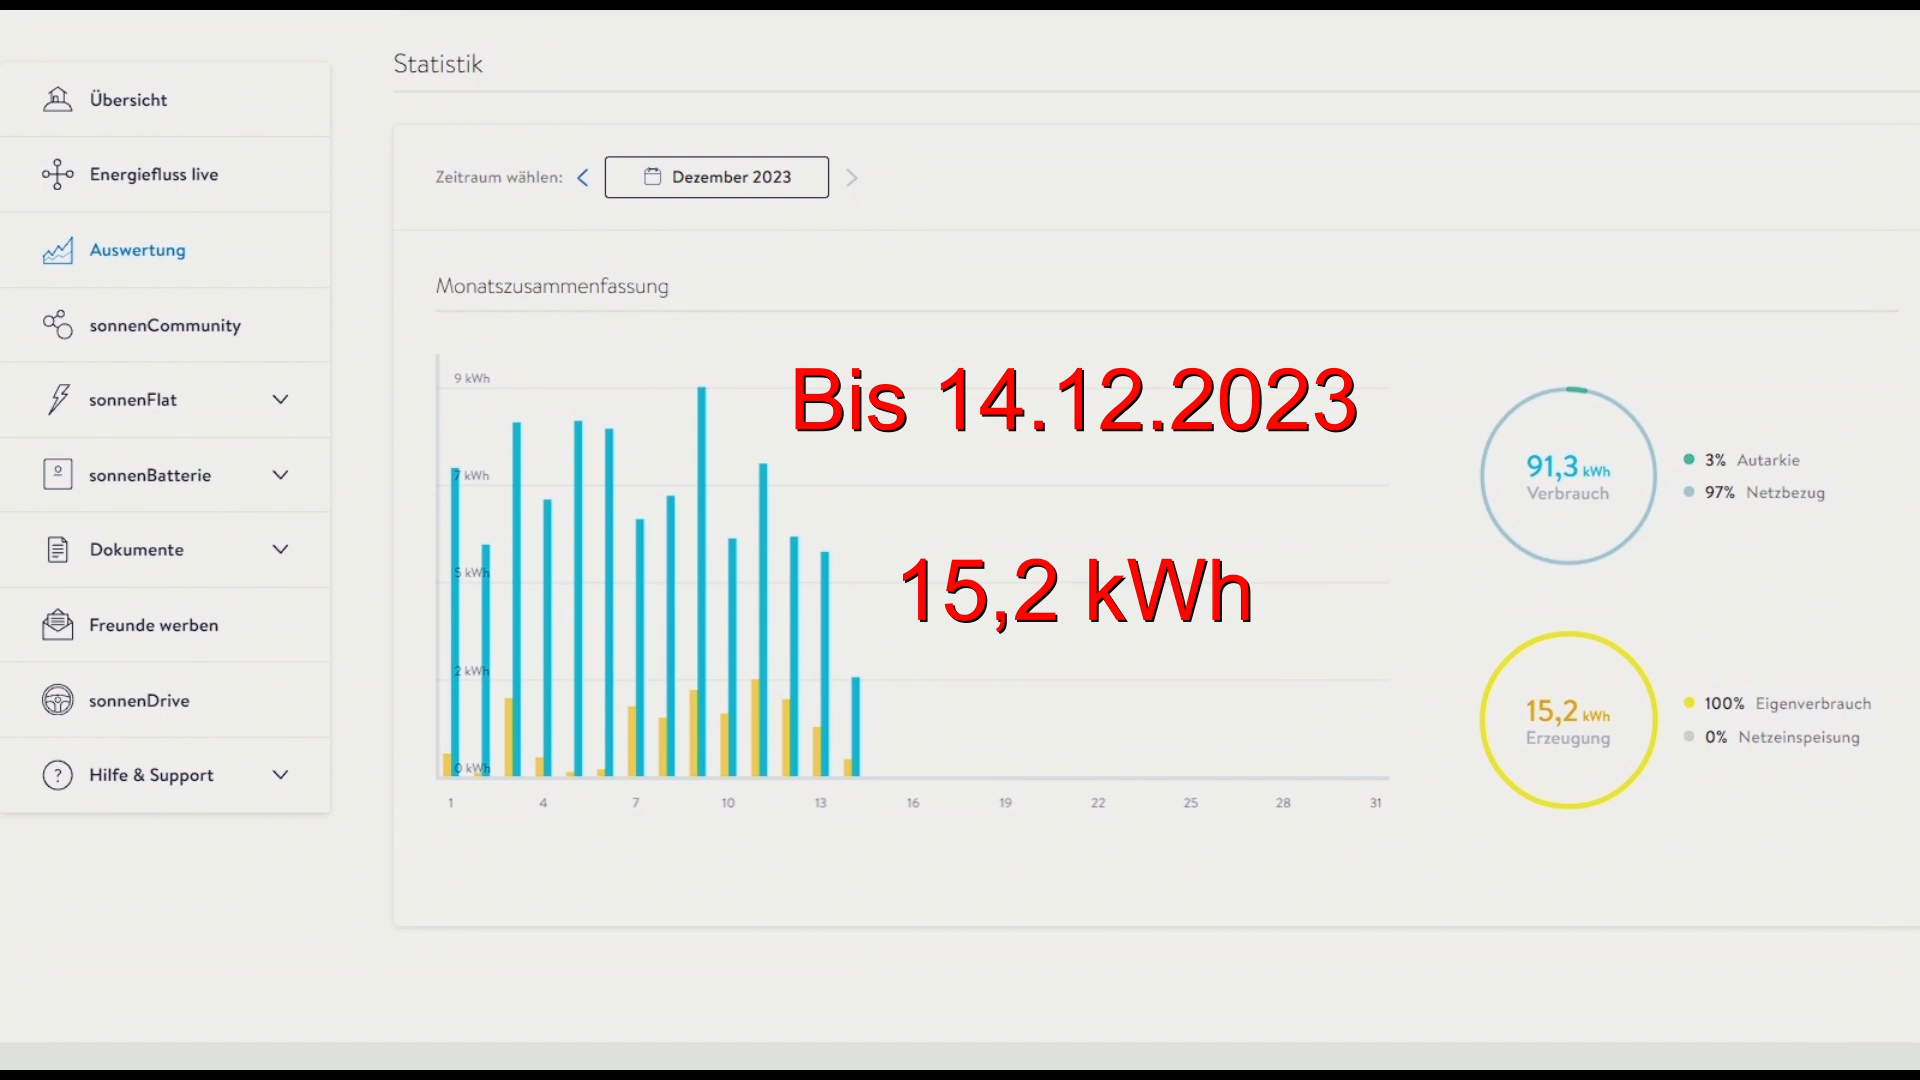 Statistik
Übersicht
Energiefluss live
Auswertung
sonnenCommunity
sonnenFlat
sonnenBatterie
Dokumente
Freunde werben
sonnenDrive
Hilfe & Support
Zeitraum wählen:
Dezember 2023
Monatszusammenfassung
9 kWh
7 kWh
5 kWh
2 kWh
0 kWh
1 4 7 10 13 16 19 22 25 28 31
Bis 14.12.2023
15,2 kWh
91,3 kWh
Verbrauch
3% Autarkie
97% Netzbezug
15,2 kWh
Erzeugung
100% Eigenverbrauch
0% Netzeinspeisung